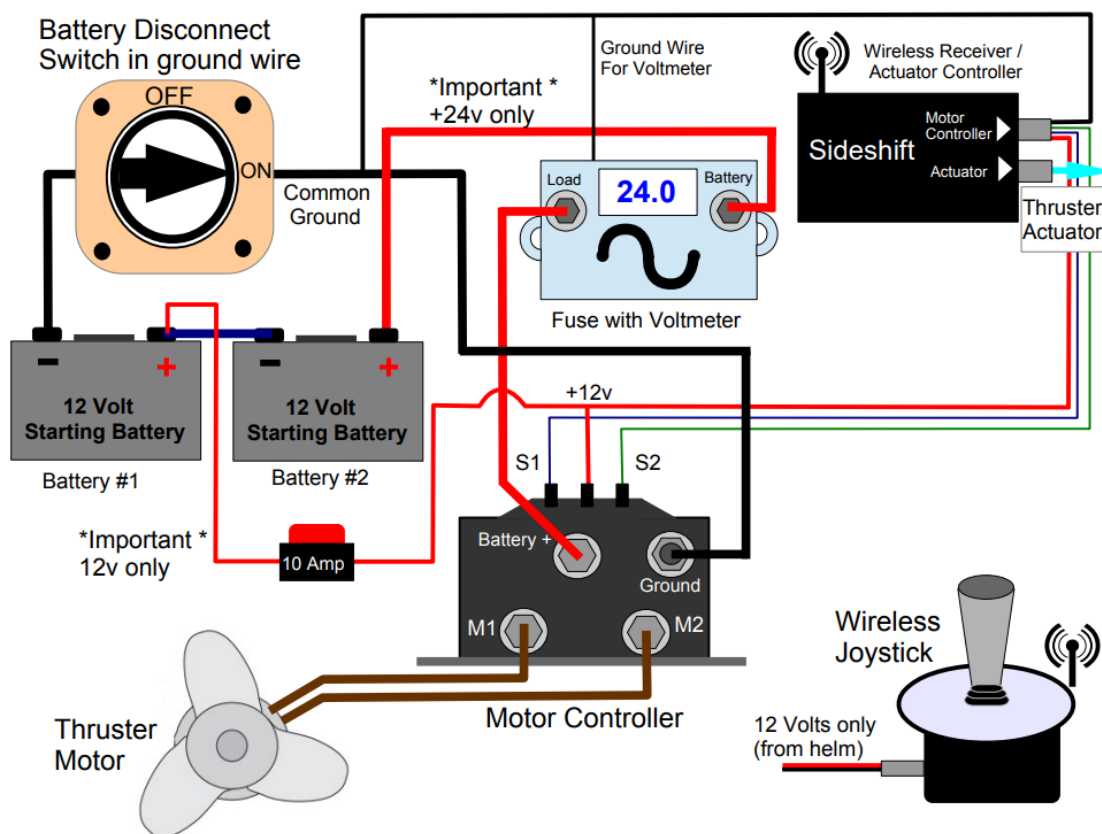 Battery Disconnect
Switch in ground wire
OFF
ON
Common
Ground
*Important *
+24v only
Ground Wire
For Voltmeter
Load
24.0
Battery
Fuse with Voltmeter
Wireless Receiver /
Actuator Controller
Sideshift
Motor
Controller
Actuator
Thruster
Actuator
-
+
12 Volt
Starting Battery
Battery #1
-
+
12 Volt
Starting Battery
Battery #2
*Important *
12v only
10 Amp
+12v
S1
S2
Battery +
Ground
M1
M2
Motor Controller
Thruster
Motor
Wireless
Joystick
12 Volts only
(from helm)